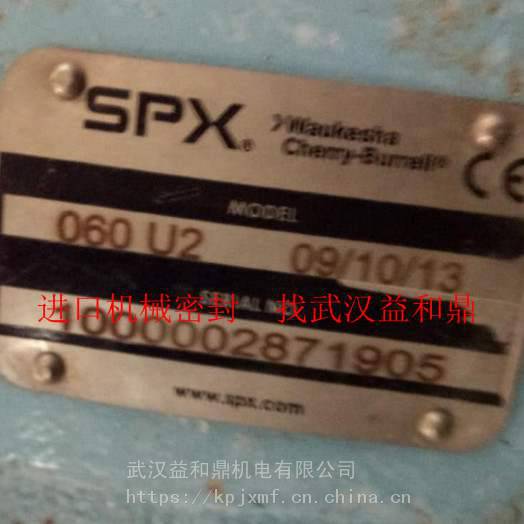 SPX® >Waukesha
Cherry-Burrell® CE
MODEL
060 U2 09/10/13
SERIAL
进口机械密封 找武汉益和鼎
1000002871905
www.spx.com
武汉益和鼎机电有限公司
https://kpjxmf.cn.china.cn